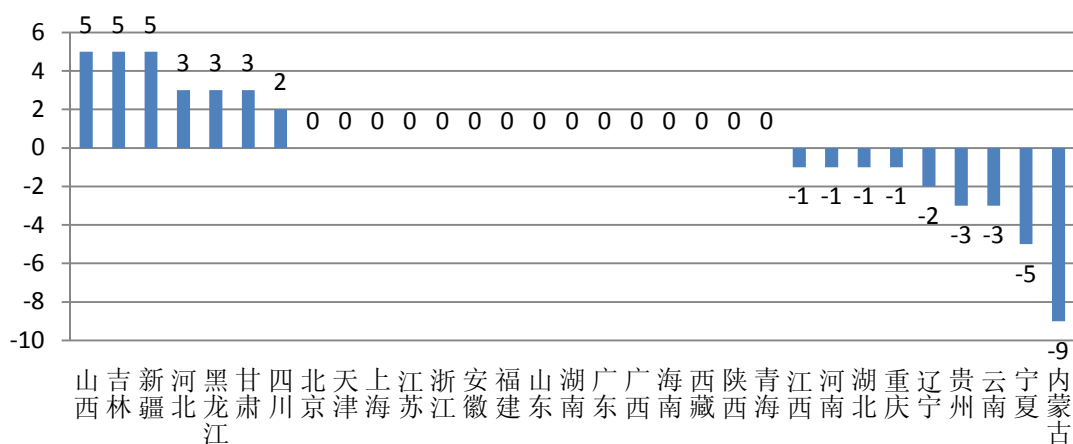 5 5 5 3 3 3 2 0 0 0 0 0 0 0 0 0 0 0 0 0 0 0 -1 -1 -1 -1 -2 -3 -3 -5 -9
6
4
2
0
-2
-4
-6
-8
-10
山西
吉林
新疆
河北
黑龙江
甘肃
四川
北京
天津
上海
江苏
浙江
安徽
福建
山东
湖南
广东
广西
海南
西藏
陕西
青海
江西
河南
湖北
重庆
辽宁
贵州
云南
宁夏
内蒙古